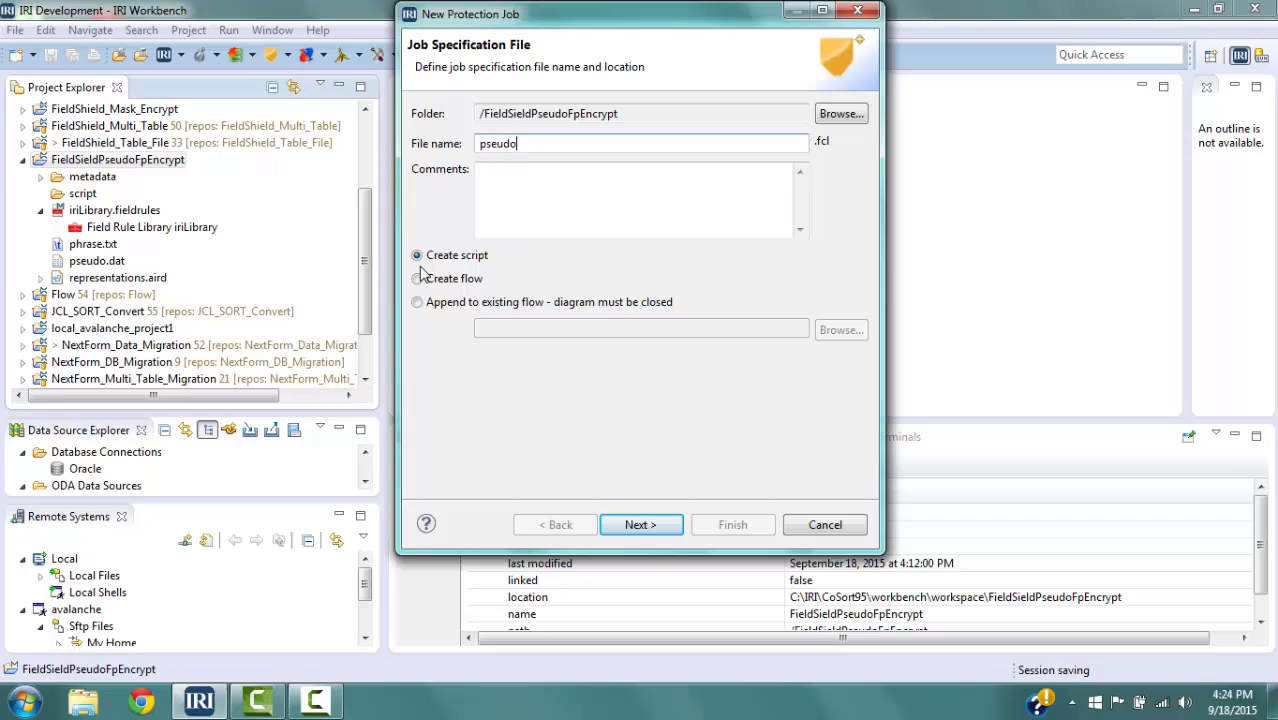 IRI Development - IRI Workbench
File Edit Navigate Search Project Run Window Help
Quick Access
Project Explorer
FieldShield_Mask_Encrypt
FieldShield_Multi_Table 50 [repos: FieldShield_Multi_Table]
> FieldShield_Table_File 33 [repos: FieldShield_Table_File]
FieldSieldPseudoFpEncrypt
metadata
script
iriLibrary.fieldrules
Field Rule Library iriLibrary
phrase.txt
pseudo.dat
representations.aird
Flow 54 [repos: Flow]
JCL_SORT_Convert 55 [repos: JCL_SORT_Convert]
local_avalanche_project1
> NextForm_Data_Migration 52 [repos: NextForm_Data_Migrat
NextForm_DB_Migration 9 [repos: NextForm_DB_Migration]
NextForm_Multi_Table_Migration 21 [repos: NextForm_Multi_T
Data Source Explorer
Database Connections
Oracle
ODA Data Sources
Remote Systems
Local
Local Files
Local Shells
avalanche
Sftp Files
My Home
FieldSieldPseudoFpEncrypt
IRI New Protection Job
Job Specification File
Define job specification file name and location
Folder: /FieldSieldPseudoFpEncrypt Browse...
File name: pseudo .fcl
Comments:
Create script
Create flow
Append to existing flow - diagram must be closed
Browse...
? < Back Next > Finish Cancel
An outline is
not available.
minals
last modified September 18, 2015 at 4:12:00 PM
linked false
location C:\IRI\CoSort95\workbench\workspace\FieldSieldPseudoFpEncrypt
name FieldSieldPseudoFpEncrypt
Session saving
IRI
4:24 PM
9/18/2015